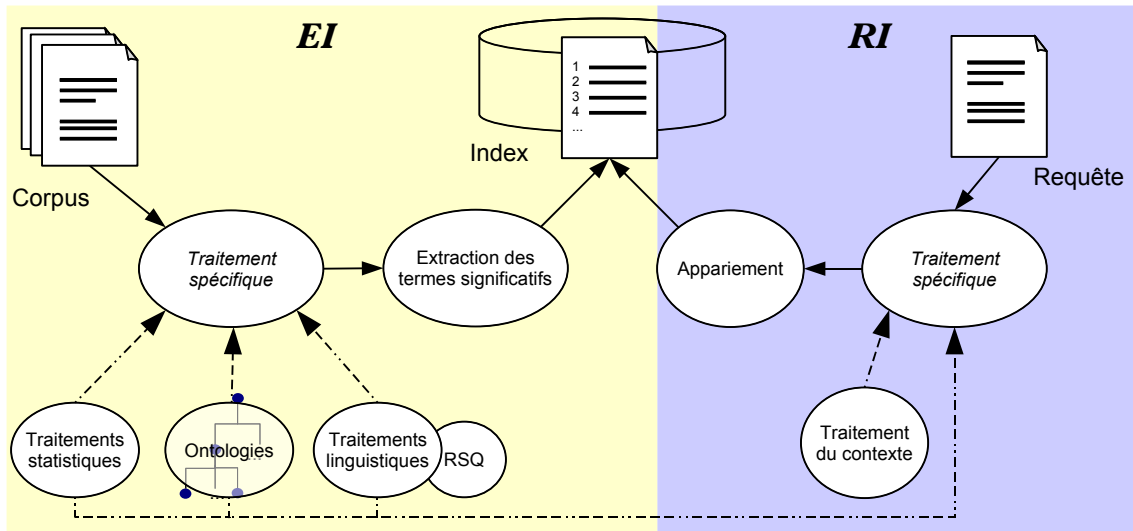 EI
RI
1
2
3
4
...
Index
Corpus
Requête
Traitement
spécifique
Extraction des
termes significatifs
Appariement
Traitement
spécifique
Traitements
statistiques
Ontologies
Traitements
linguistiques
RSQ
Traitement
du contexte